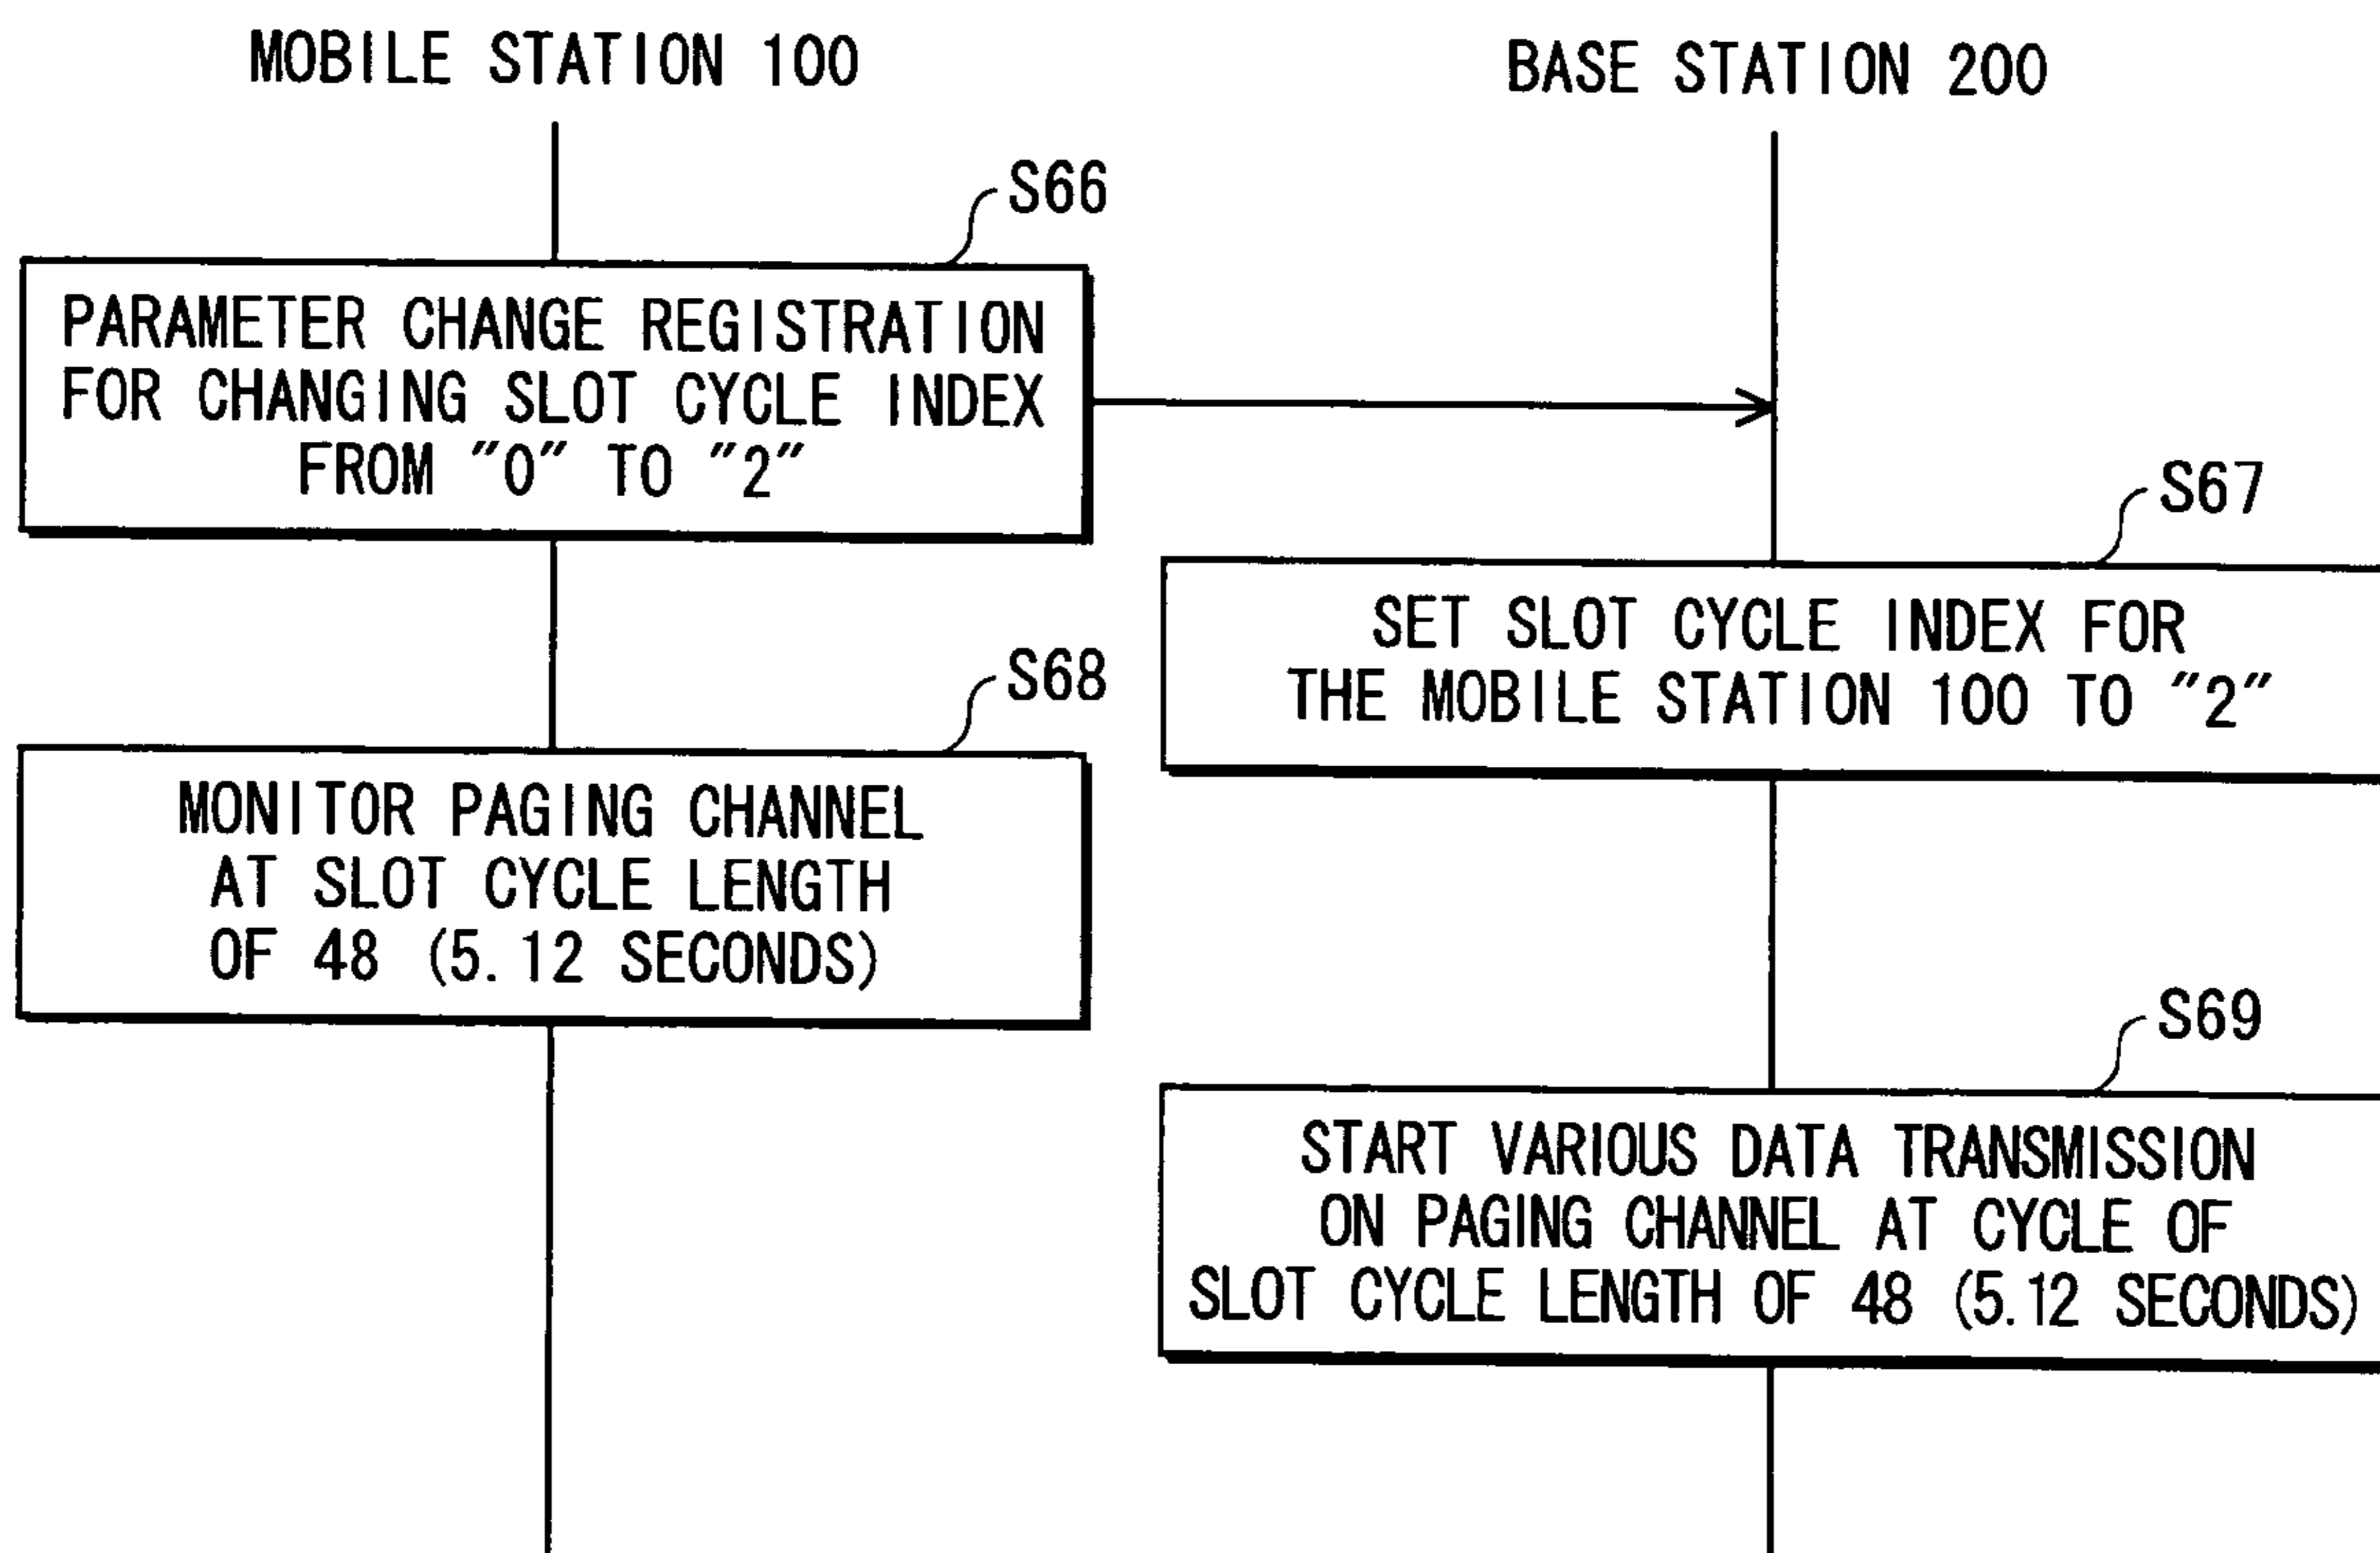 MOBILE STATION 100
BASE STATION 200
S66
PARAMETER CHANGE REGISTRATION
FOR CHANGING SLOT CYCLE INDEX
FROM "0" TO "2"
S67
SET SLOT CYCLE INDEX FOR
THE MOBILE STATION 100 TO "2"
S68
MONITOR PAGING CHANNEL
AT SLOT CYCLE LENGTH
OF 48 (5.12 SECONDS)
S69
START VARIOUS DATA TRANSMISSION
ON PAGING CHANNEL AT CYCLE OF
SLOT CYCLE LENGTH OF 48 (5.12 SECONDS)